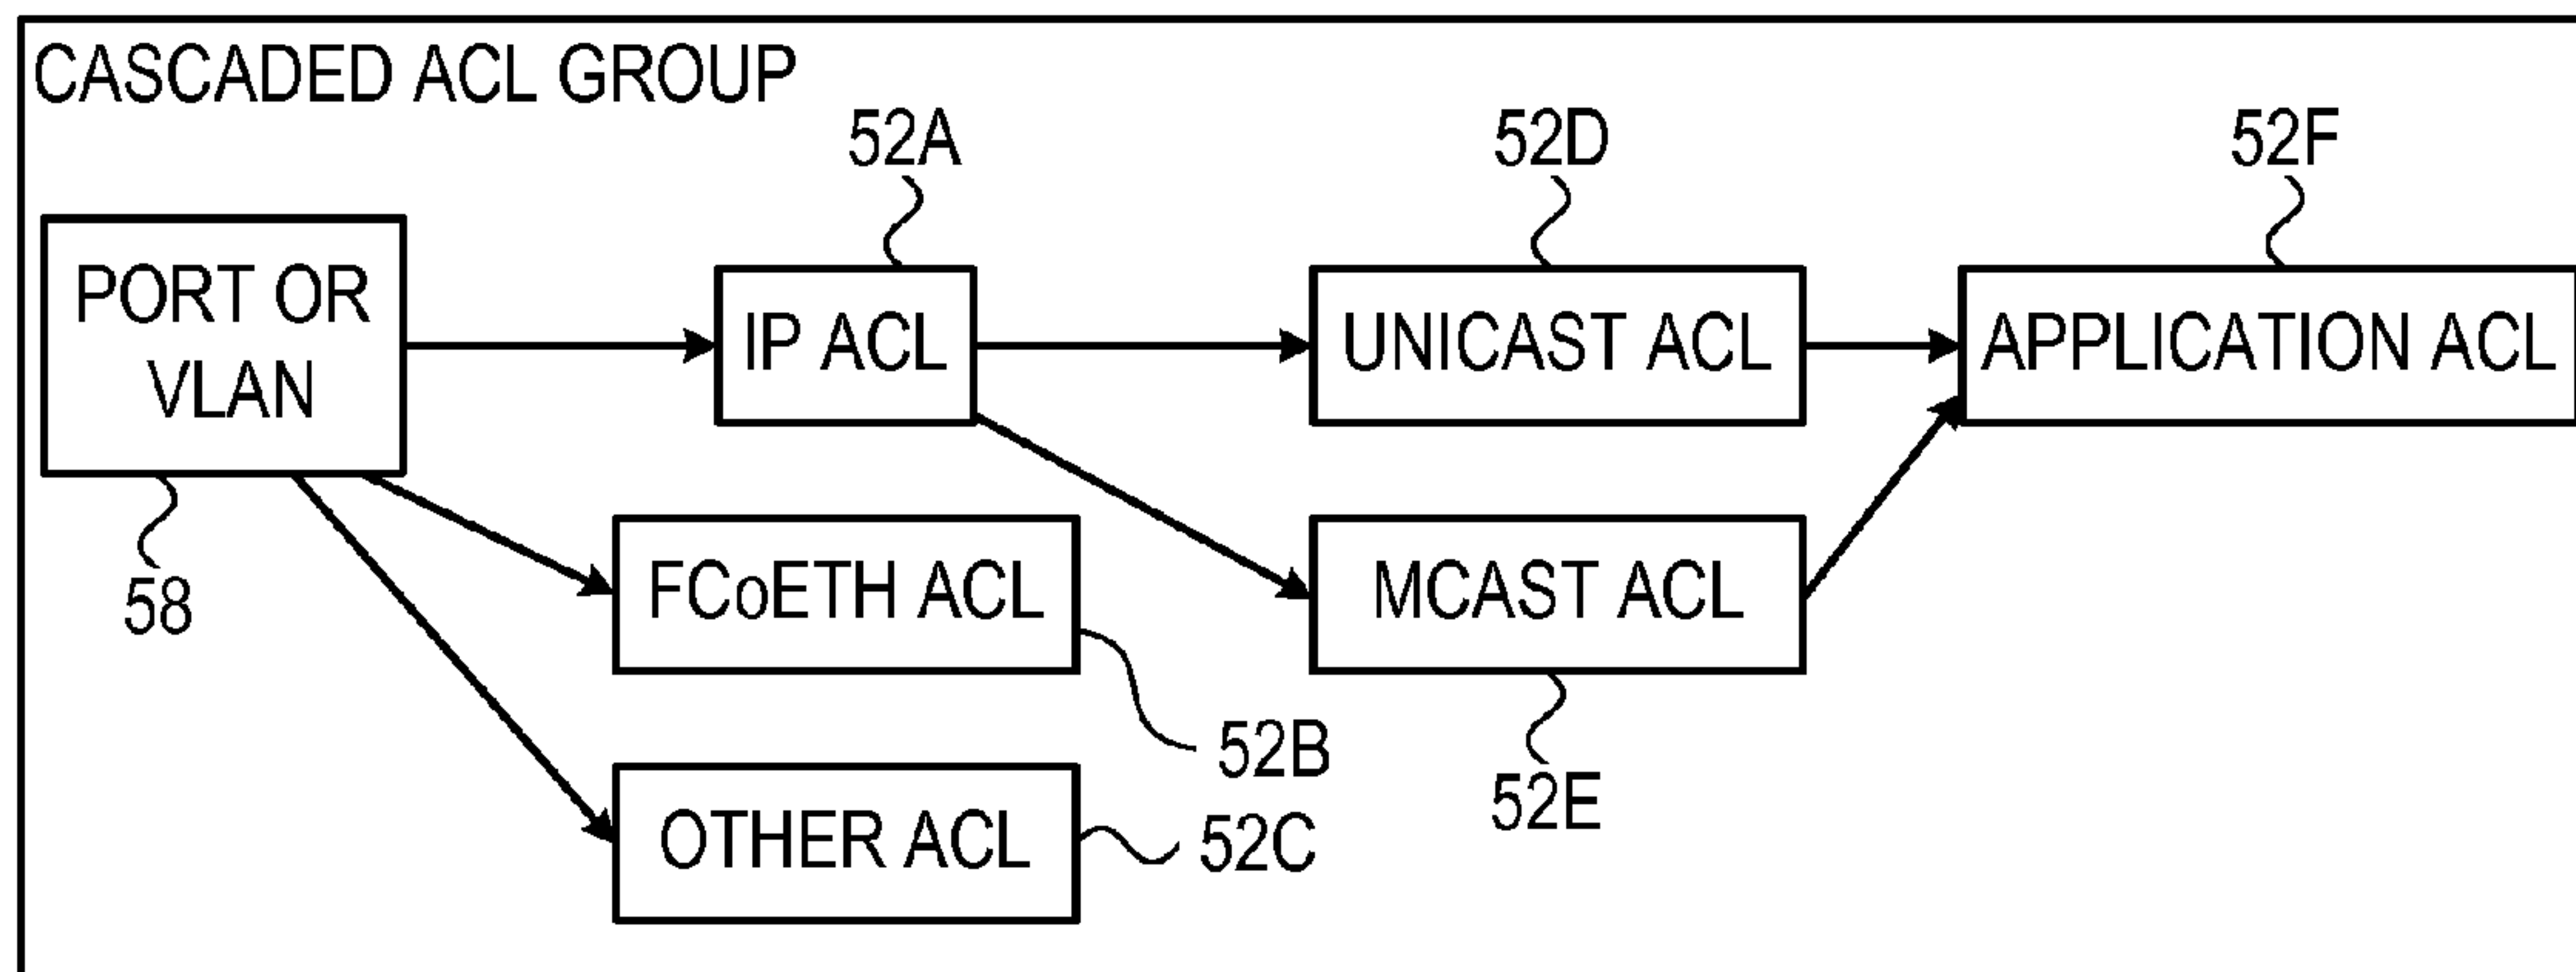 CASCADED ACL GROUP
52A
52D
52F
PORT OR
VLAN
IP ACL
UNICAST ACL
APPLICATION ACL
58
FCoETH ACL
MCAST ACL
52B
52E
OTHER ACL
52C